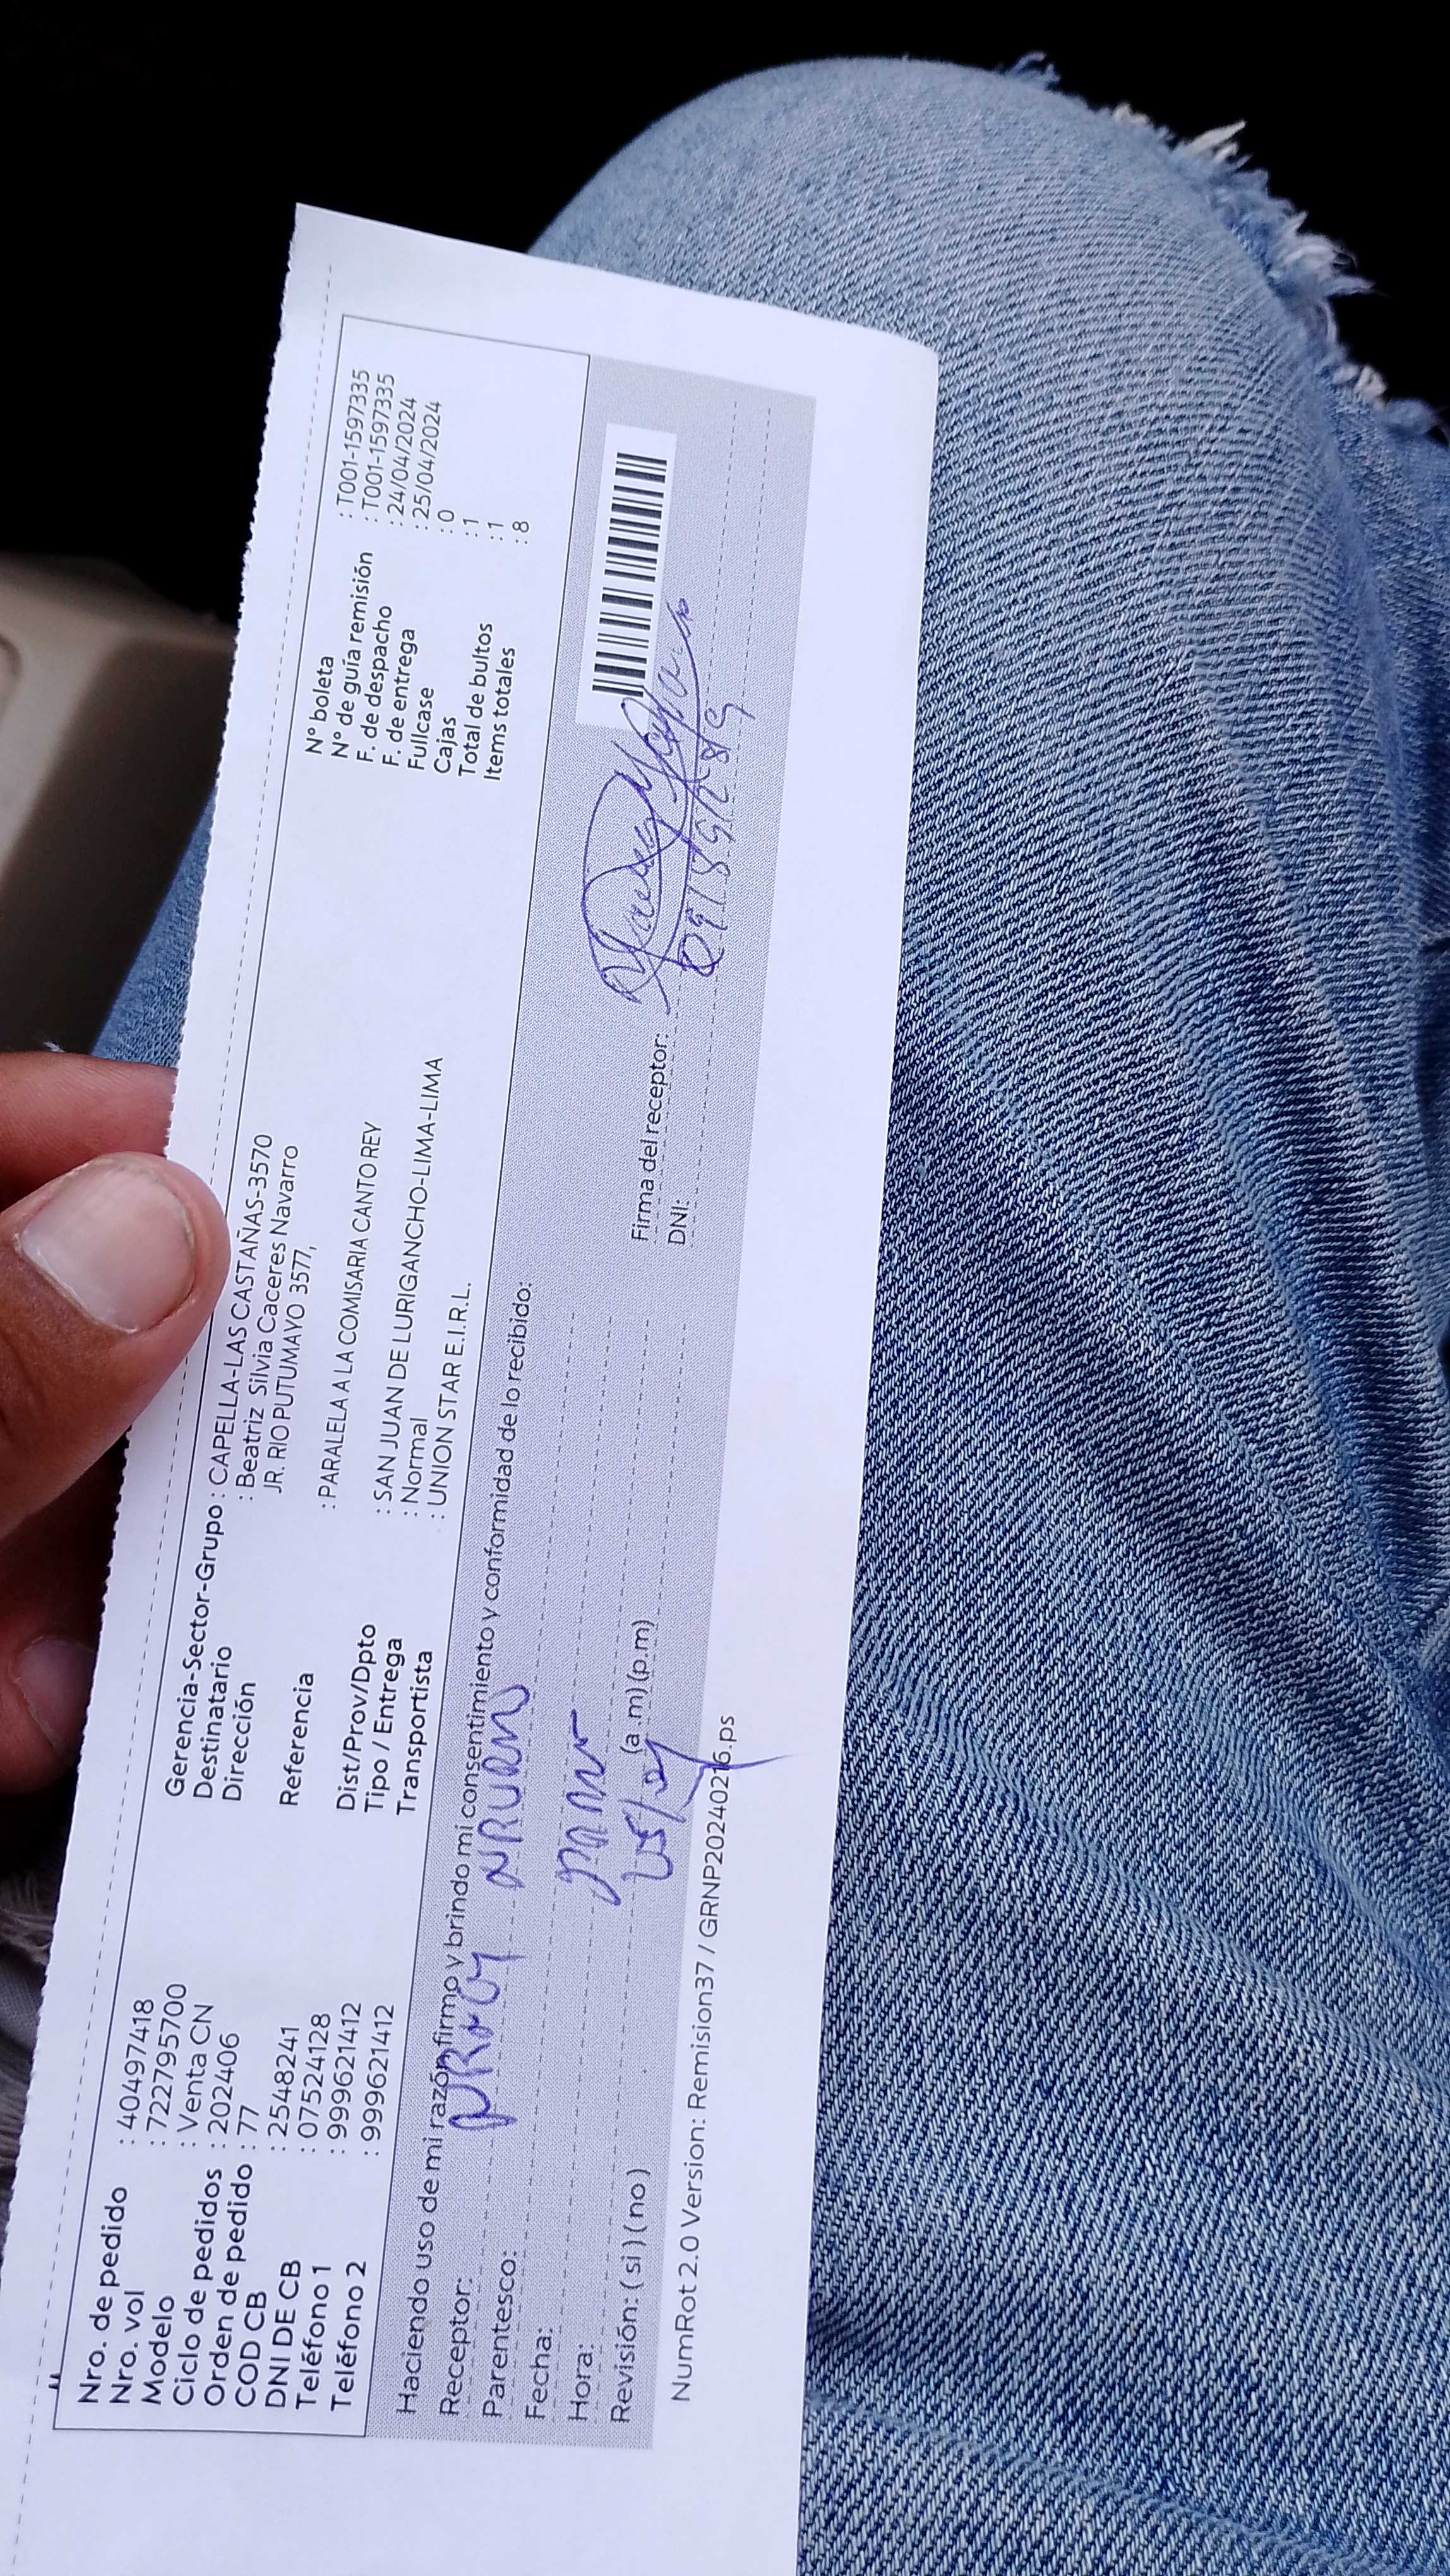 Nro. de pedido : 40497418
Nro. vol : 7227795700
Modelo : Venta CN
Ciclo de pedidos : 202406
Orden de pedido : 77
COD CB
DNI DE CB : 2548241
Teléfono 1 : 07524128
Teléfono 2 : 999621412
: 999621412
Gerencia-Sector-Grupo : CAPELLA-LAS CASTAÑAS-3570
Destinatario : Beatriz Silvia Caceres Navarro
Dirección JR. RIO PUTUMAYO 3577,
Referencia : PARALELA A LA COMISARIA CANTO REY
Dist/Prov/Dpto : SAN JUAN DE LURIGANCHO-LIMA-LIMA
Tipo / Entrega : Normal
Transportista : UNION STAR E.I.R.L.
N° boleta : T001-1597335
N° de guía remisión : T001-1597335
F. de despacho : 24/04/2024
F. de entrega : 25/04/2024
Fullcase : 0
Cajas : 1
Total de bultos : 1
Items totales : 8
Haciendo uso de mi razón firmo y brindo mi consentimiento y conformidad de lo recibido:
Receptor:
Parentesco:
Fecha:
Hora: (a.m)(p.m)
Revisión: ( si ) ( no )
Firma del receptor:
DNI:
NumRot 2.0 Version: Remision37 / GRNP20240216.ps